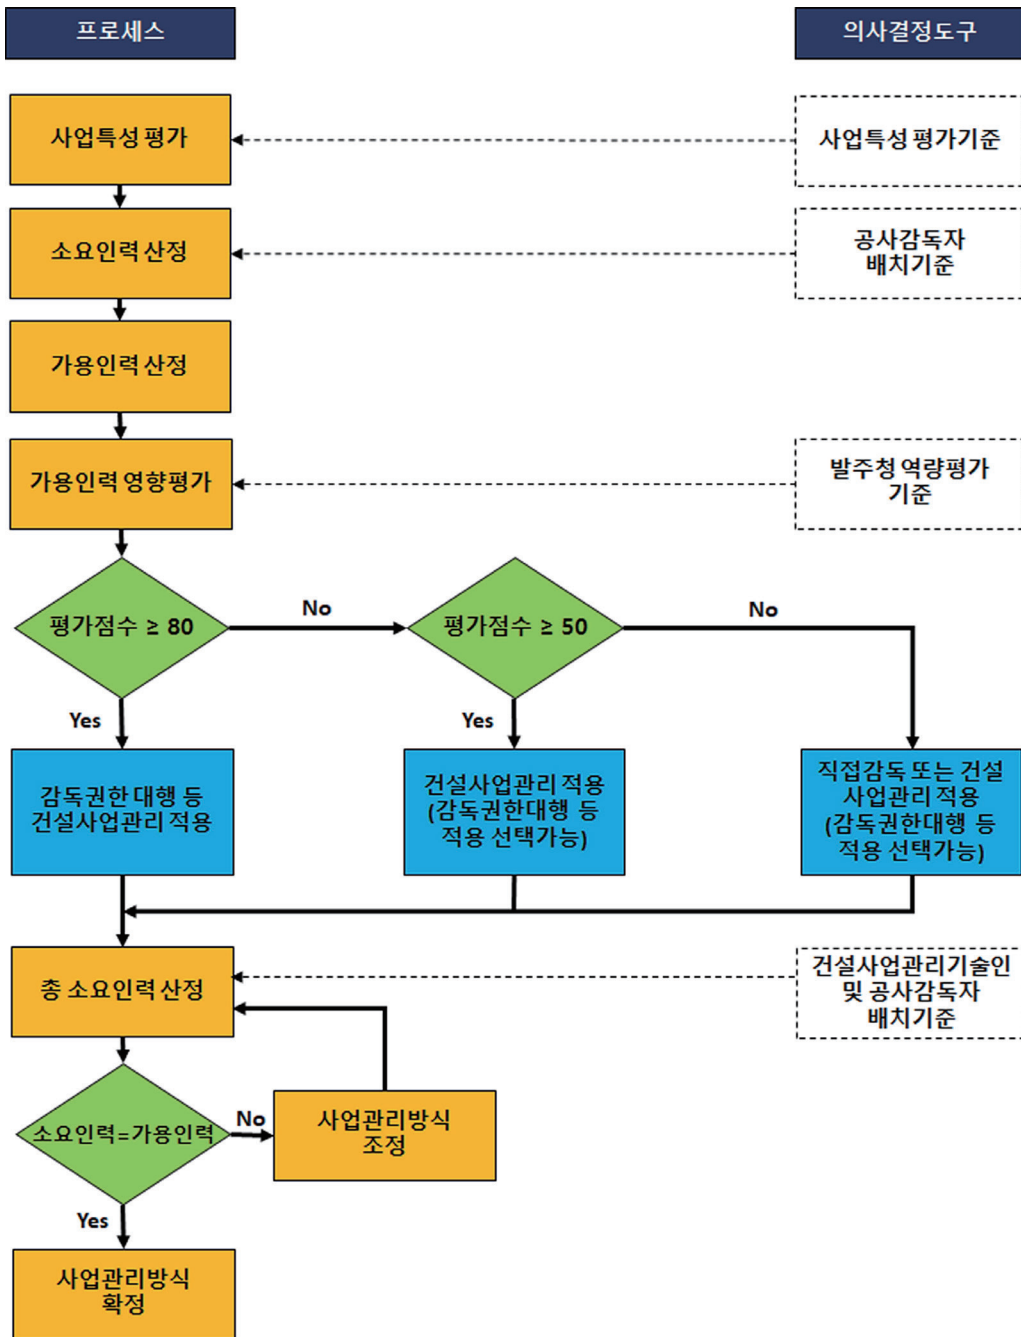 프로세스
의사결정도구
사업특성 평가
사업특성 평가기준
소요인력 산정
공사감독자
배치기준
가용인력 산정
가용인력 영향평가
발주청 역량평가
기준
평가점수 ≥ 80
No
평가점수 ≥ 50
No
Yes
Yes
감독권한 대행 등
건설사업관리 적용
건설사업관리 적용
(감독권한대행 등
적용 선택가능)
직접감독 또는 건설
사업관리 적용
(감독권한대행 등
적용 선택가능)
총 소요인력 산정
건설사업관리기술인
및 공사감독자
배치기준
소요인력=가용인력
No
사업관리방식
조정
Yes
사업관리방식
확정